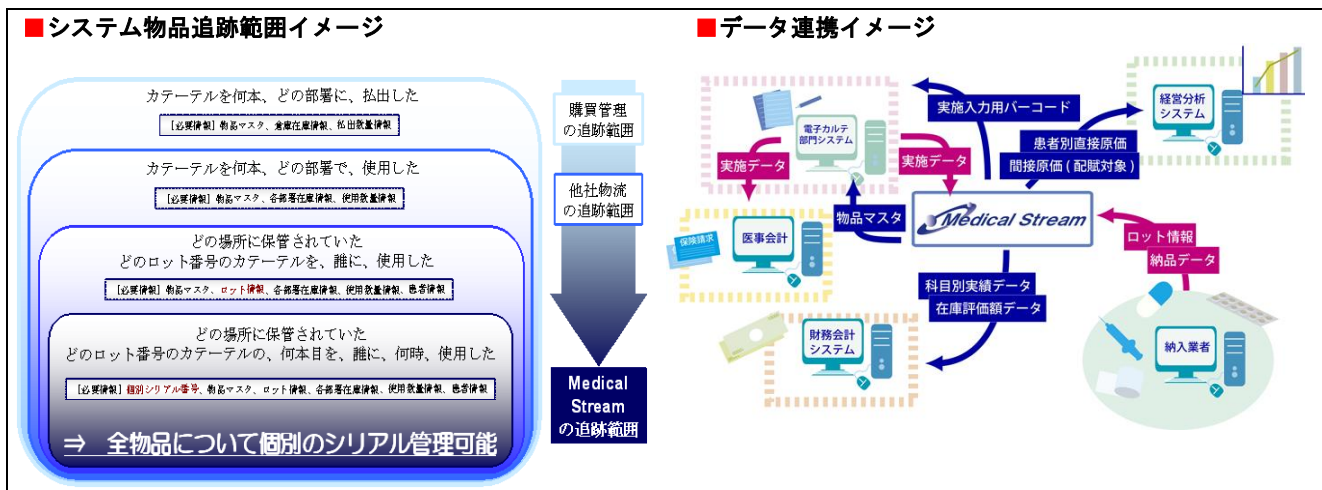 ■システム物品追跡範囲イメージ
カテーテルを何本、どの部署に、払出した
【必要情報】物品マスタ、倉庫在庫情報、払出数量情報
カテーテルを何本、どの部署で、使用した
【必要情報】物品マスタ、各部署在庫情報、使用数量情報
どの場所に保管されていた
どのロット番号のカテーテルを、誰に、使用した
【必要情報】物品マスタ、ロット情報、各部署在庫情報、使用数量情報、患者情報
どの場所に保管されていた
どのロット番号のカテーテルの、何本目を、誰に、何時、使用した
【必要情報】個別シリアル番号、物品マスタ、ロット情報、各部署在庫情報、使用数量情報、患者情報
⇒ 全物品について個別のシリアル管理可能
購買管理
の追跡範囲
他社物流
の追跡範囲
Medical
Stream
の追跡範囲
■データ連携イメージ
電子カルテ
部門システム
実施入力用バーコード
経営分析
システム
患者別直接原価
間接原価(配賦対象)
実施データ
実施データ
物品マスタ
Medical Stream
保険請求
医事会計
ロット情報
納品データ
科目別実績データ
在庫評価額データ
財務会計
システム
納入業者